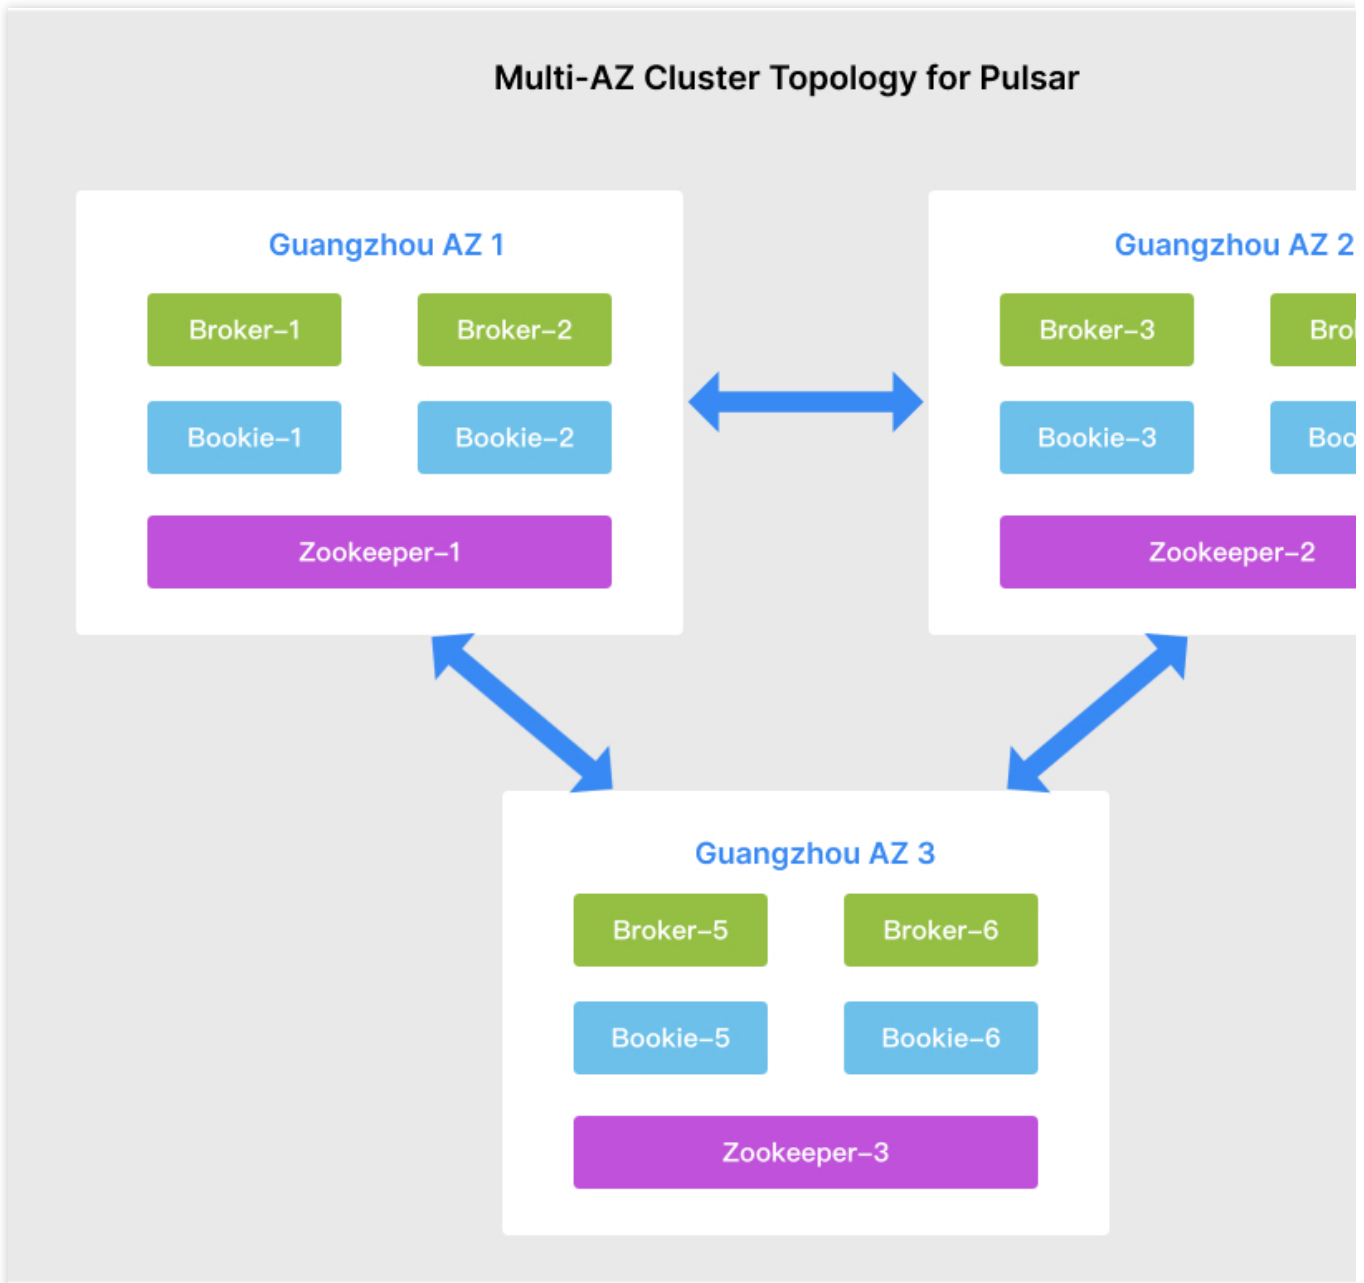 Multi-AZ Cluster Topology for Pulsar
Guangzhou AZ 1
Broker–1
Broker–2
Bookie–1
Bookie–2
Zookeeper–1
Guangzhou AZ 2
Broker–3
Bookie–3
Zookeeper–2
Guangzhou AZ 3
Broker–5
Broker–6
Bookie–5
Bookie–6
Zookeeper–3